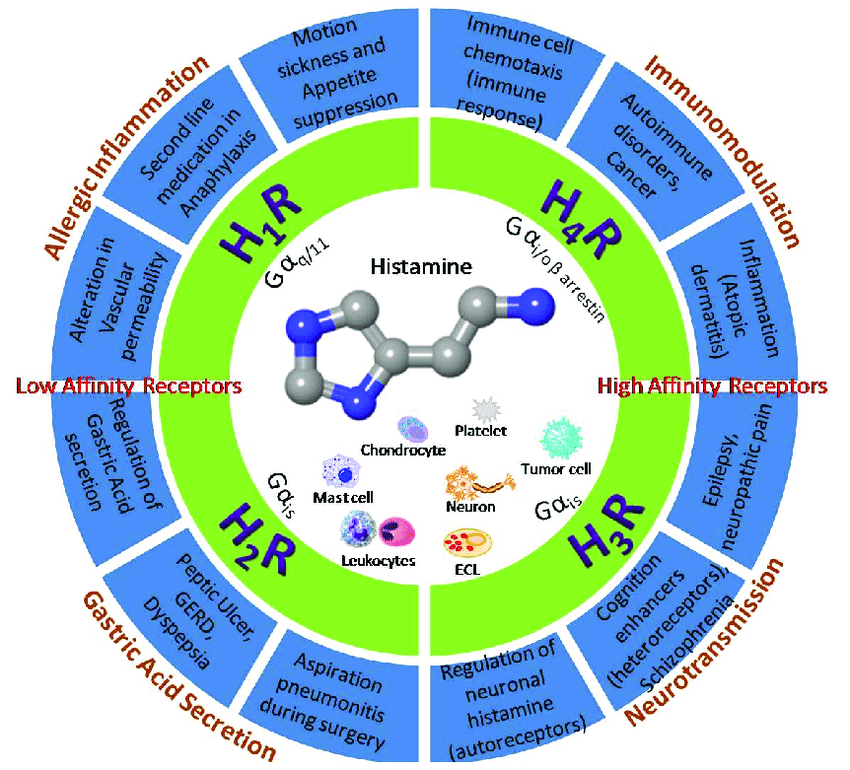 Allergic Inflammation
Motion
sickness and
Appetite
suppression
Second line
medication in
Anaphylaxis
Alteration in
Vascular
permeability
H1R
Gαq/11
Immunomodulation
Immune cell
chemotaxis
(immune
response)
Autoimmune
disorders,
Cancer
Inflammation
(Atopic
dermatitis)
H4R
Gαi/oβ arrestin
Histamine
Low Affinity Receptors
High Affinity Receptors
Chondrocyte
Platelet
Tumor cell
Mast cell
Neuron
Leukocytes
ECL
Regulation of
Gastric Acid
secretion
Peptic Ulcer,
GERD,
Dyspepsia
Aspiration
pneumonitis
during surgery
H2R
Gαis
Gastric Acid Secretion
Epilepsy,
neuropathic pain
Cognition
enhancers
(heteroreceptors),
Schizophrenia
Regulation of
neuronal
histamine
(autoreceptors)
H3R
Gαis
Neurotransmission